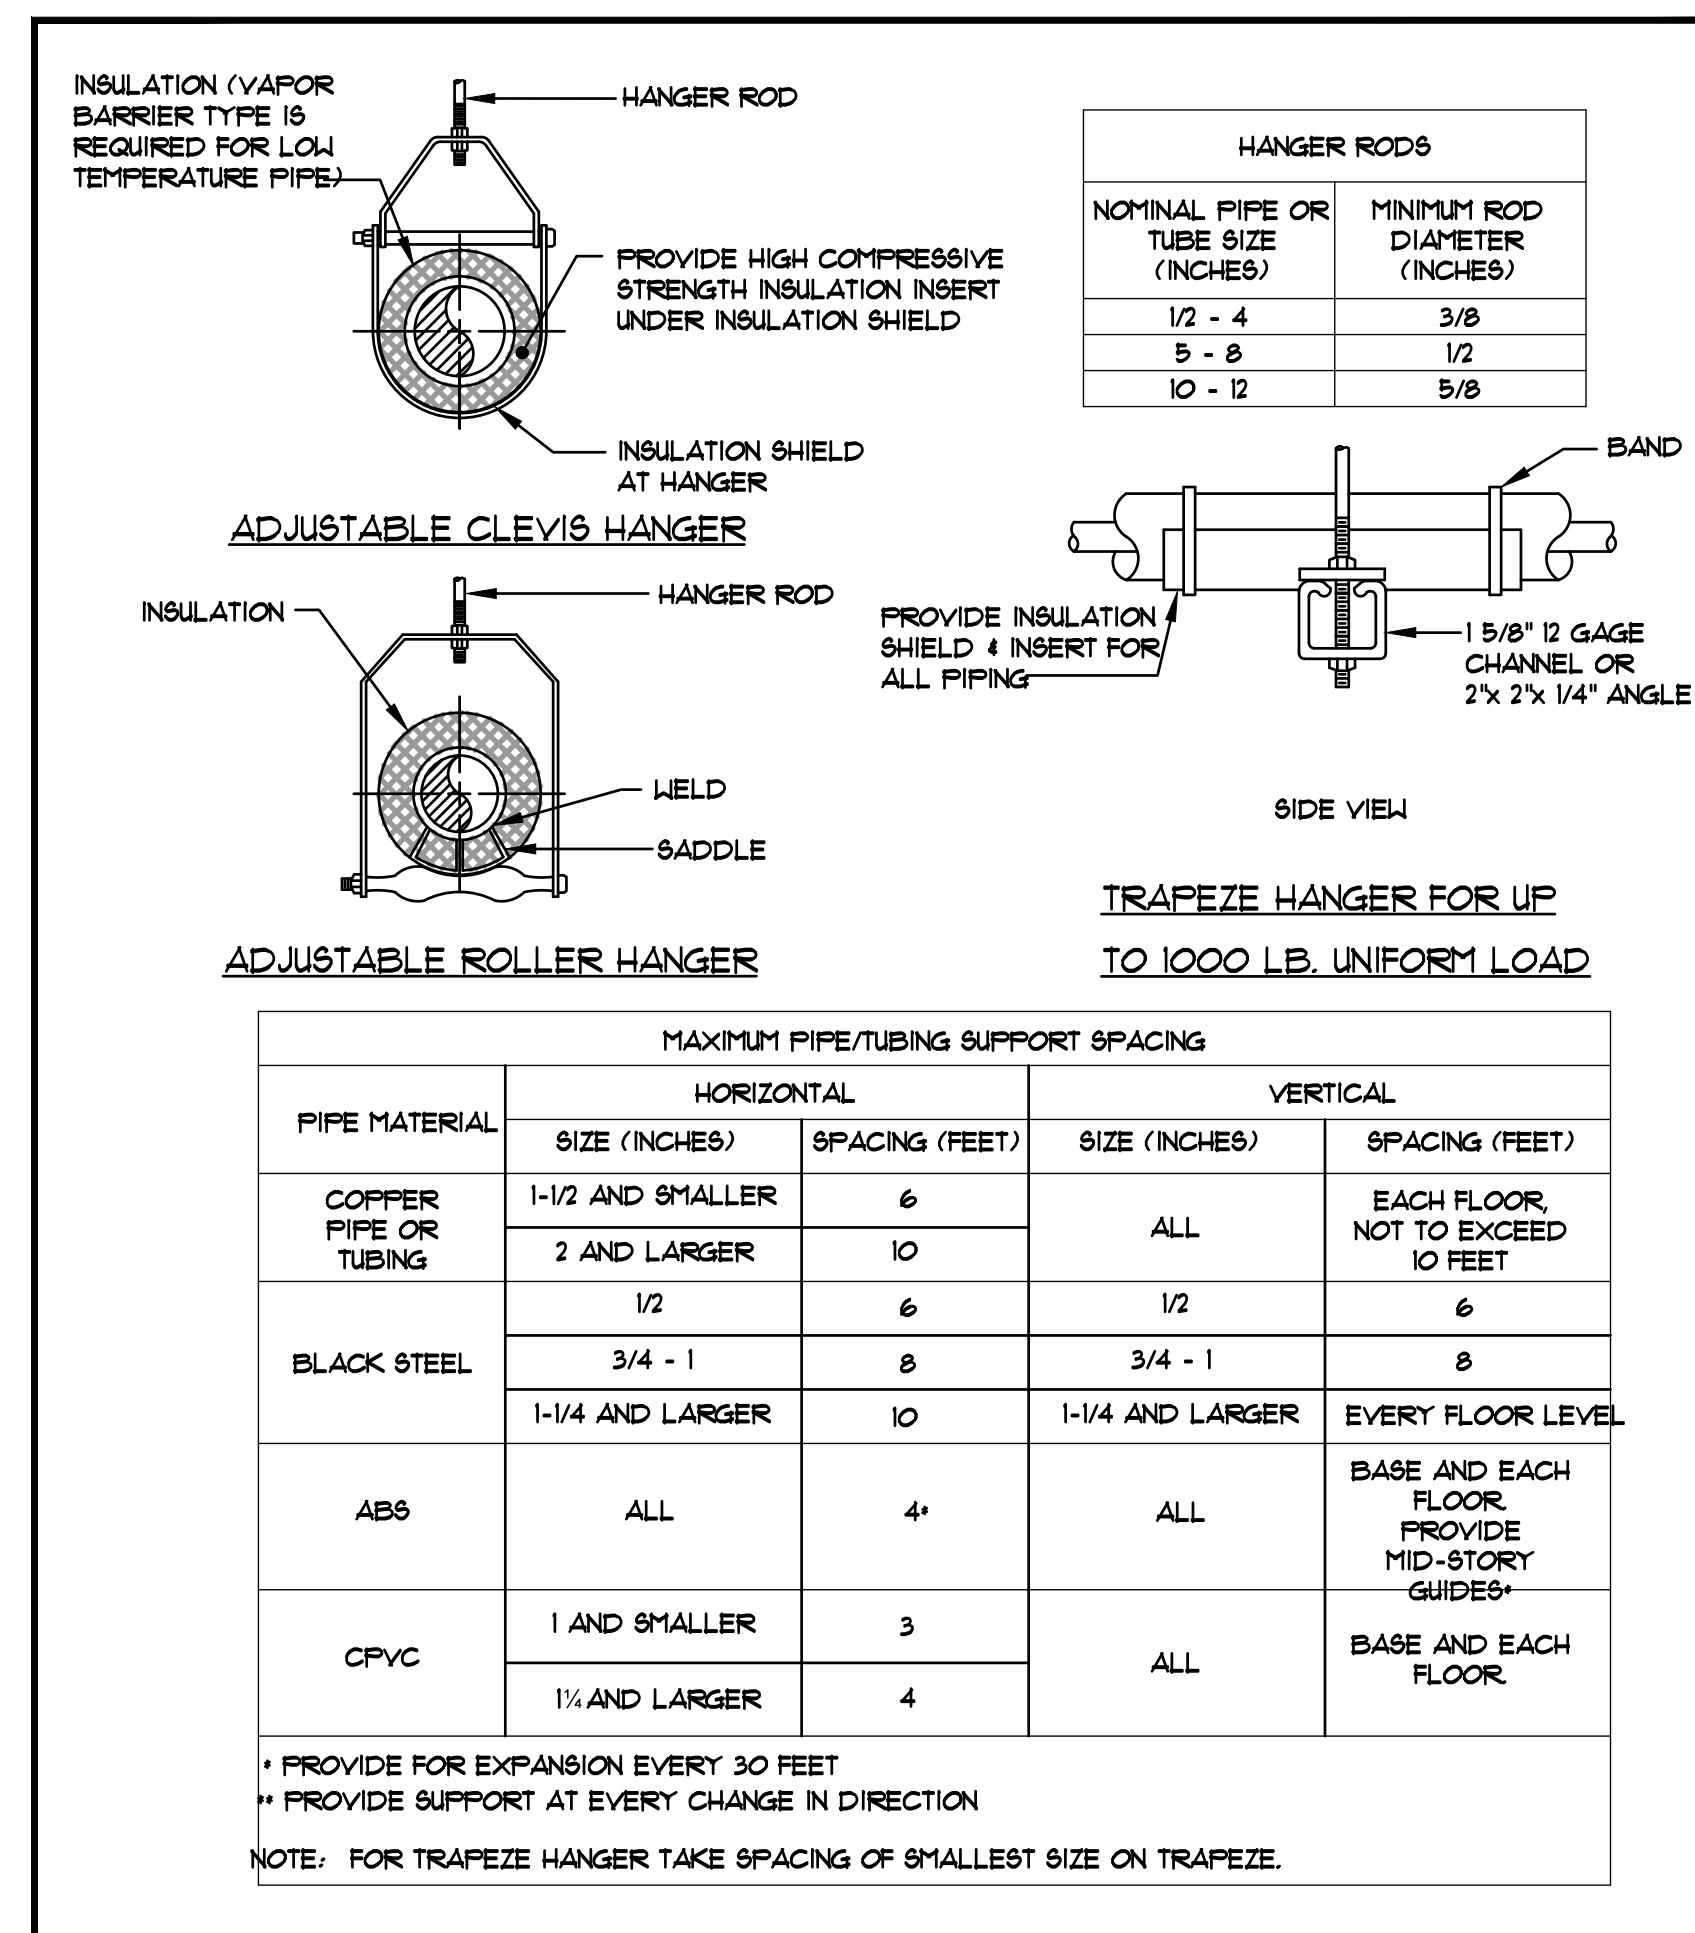 INSULATION (VAPOR
BARRIER TYPE IS
REQUIRED FOR LOW
TEMPERATURE PIPE)
HANGER ROD
PROVIDE HIGH COMPRESSIVE
STRENGTH INSULATION INSERT
UNDER INSULATION SHIELD
INSULATION SHIELD
AT HANGER
ADJUSTABLE CLEVIS HANGER
HANGER RODS
NOMINAL PIPE OR
TUBE SIZE
(INCHES)
MINIMUM ROD
DIAMETER
(INCHES)
1/2 - 4 3/8
5 - 8 1/2
10 - 12 5/8
INSULATION
HANGER ROD
WELD
SADDLE
ADJUSTABLE ROLLER HANGER
BAND
PROVIDE INSULATION
SHIELD & INSERT FOR
ALL PIPING
1 5/8" 12 GAGE
CHANNEL OR
2"x 2"x 1/4" ANGLE
SIDE VIEW
TRAPEZE HANGER FOR UP
TO 1000 LB. UNIFORM LOAD
MAXIMUM PIPE/TUBING SUPPORT SPACING
PIPE MATERIAL
HORIZONTAL VERTICAL
SIZE (INCHES) SPACING (FEET) SIZE (INCHES) SPACING (FEET)
COPPER
PIPE OR
TUBING
1-1/2 AND SMALLER 6
2 AND LARGER 10
ALL
EACH FLOOR,
NOT TO EXCEED
10 FEET
BLACK STEEL
1/2 6 1/2 6
3/4 - 1 8 3/4 - 1 8
1-1/4 AND LARGER 10 1-1/4 AND LARGER EVERY FLOOR LEVEL
ABS ALL 4* ALL
BASE AND EACH
FLOOR.
PROVIDE
MID-STORY
GUIDES*
CPVC
1 AND SMALLER 3
1¼ AND LARGER 4
ALL
BASE AND EACH
FLOOR.
* PROVIDE FOR EXPANSION EVERY 30 FEET
** PROVIDE SUPPORT AT EVERY CHANGE IN DIRECTION
NOTE: FOR TRAPEZE HANGER TAKE SPACING OF SMALLEST SIZE ON TRAPEZE.